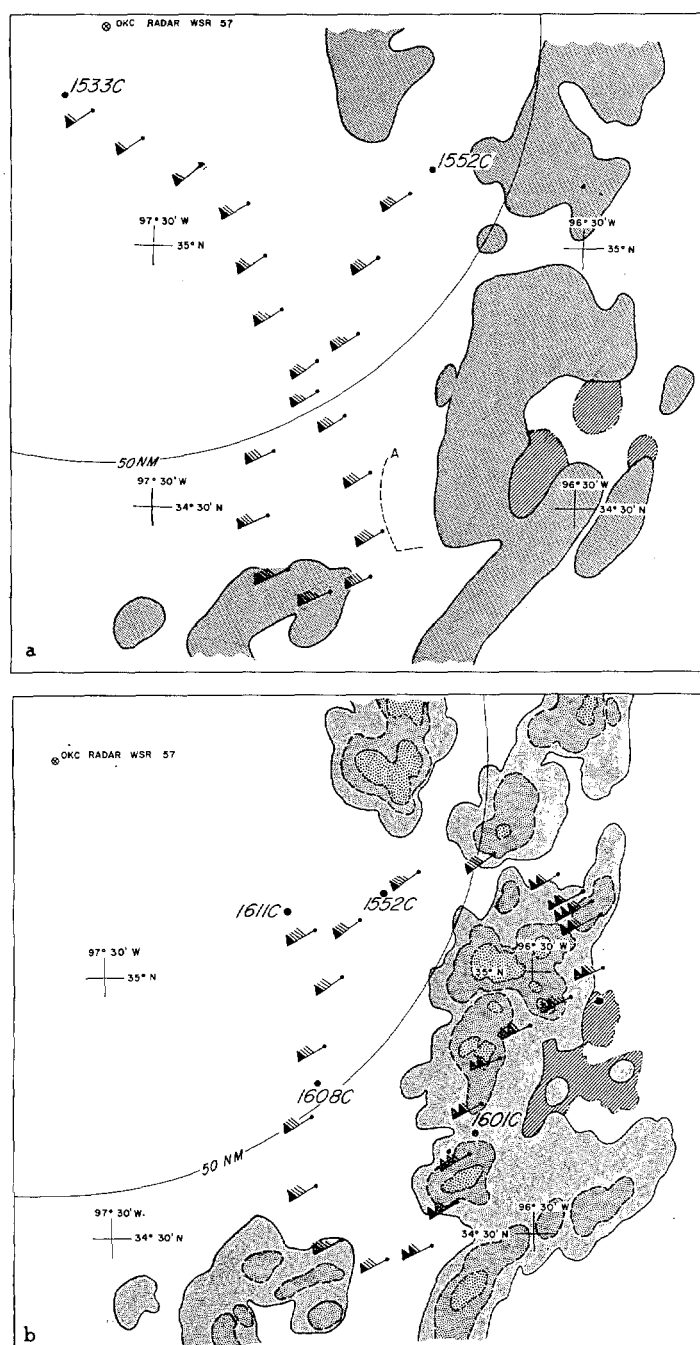 OKC RADAR WSR 57
1533C
1552C
97° 30' W
35° N
96° 30' W
35° N
50 NM
A
97° 30' W
34° 30' N
96° 30' W
34° 30' N
a
OKC RADAR WSR 57
1552C
1611C
97° 30' W
35° N
96° 30' W
35° N
1608C
1601C
50 NM
97° 30' W.
34° 30' N
96° 30' W
34° 30' N
b